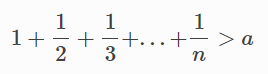 1 + 1/2 + 1/3 +...+ 1/n > a